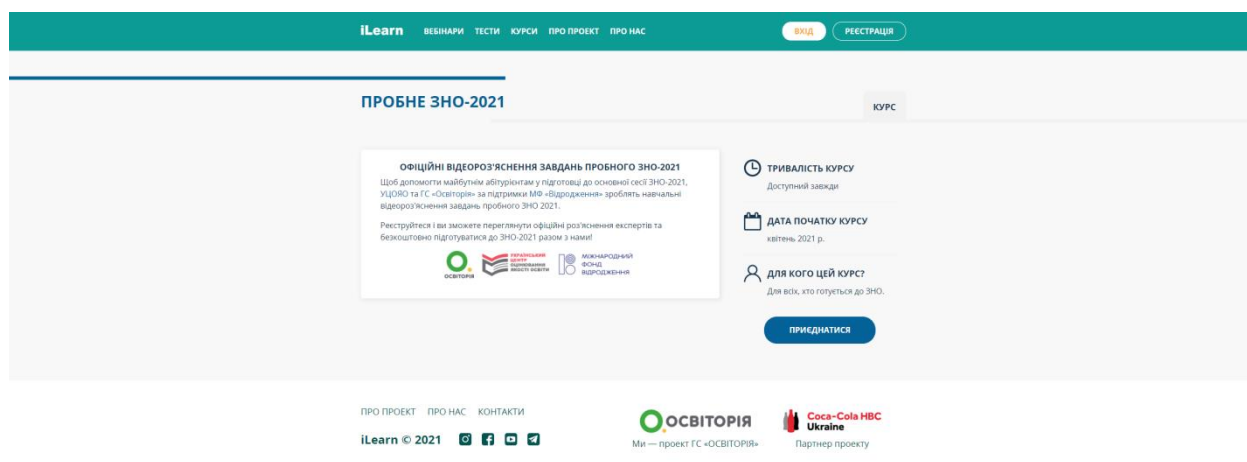 iLearn ВЕБІНАРИ ТЕСТИ КУРСИ ПРО ПРОЕКТ ПРО НАС ВХІД РЕЄСТРАЦІЯ
ПРОБНЕ ЗНО-2021
КУРС
ОФІЦІЙНІ ВІДЕОРОЗ'ЯСНЕННЯ ЗАВДАНЬ ПРОБНОГО ЗНО-2021
Щоб допомогти майбутнім абітурієнтам у підготовці до основної сесії ЗНО-2021,
УЦОЯО та ГС «Освіторія» за підтримки МФ «Відродження» зроблять навчальні
відеороз'яснення завдань пробного ЗНО 2021.
Реєструйтеся і ви зможете переглянути офіційні роз'яснення експертів та
безкоштовно підготуватися до ЗНО-2021 разом з нами!
ОСВІТОРІЯ
УКРАЇНСЬКИЙ
ЦЕНТР
ОЦІНЮВАННЯ
ЯКОСТІ ОСВІТИ
МІЖНАРОДНИЙ
ФОНД
ВІДРОДЖЕННЯ
ТРИВАЛІСТЬ КУРСУ
Доступний завжди
ДАТА ПОЧАТКУ КУРСУ
квітень 2021 р.
ДЛЯ КОГО ЦЕЙ КУРС?
Для всіх, хто готується до ЗНО.
ПРИЄДНАТИСЯ
ПРО ПРОЕКТ ПРО НАС КОНТАКТИ
iLearn © 2021
ОСВІТОРІЯ
Ми — проект ГС «ОСВІТОРІЯ»
Coca-Cola HBC
Ukraine
Партнер проекту